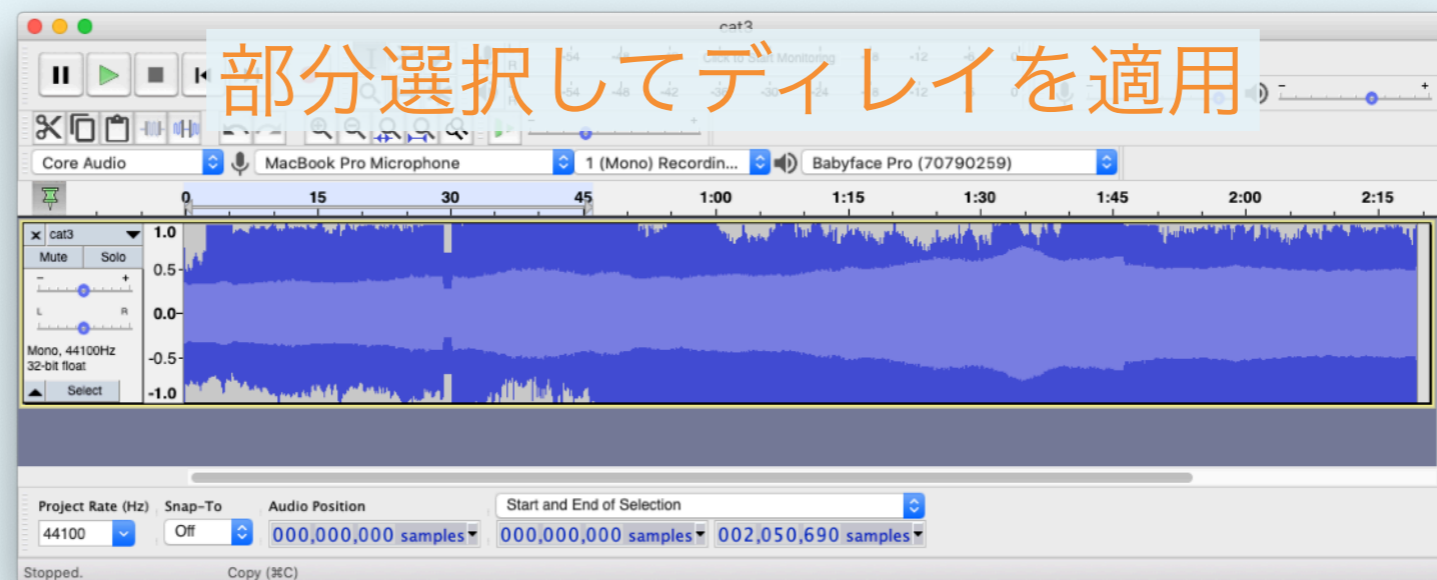 cat3
部分選択してディレイを適用
Click to Start Monitoring
Core Audio
MacBook Pro Microphone
1 (Mono) Recordin...
Babyface Pro (70790259)
0 15 30 45 1:00 1:15 1:30 1:45 2:00 2:15
cat3
Mute Solo
- +
L R
Mono, 44100Hz
32-bit float
Select
1.0
0.5
0.0
-0.5
-1.0
Project Rate (Hz) Snap-To Audio Position Start and End of Selection
44100 Off 000,000,000 samples 000,000,000 samples 002,050,690 samples
Stopped. Copy (⌘C)